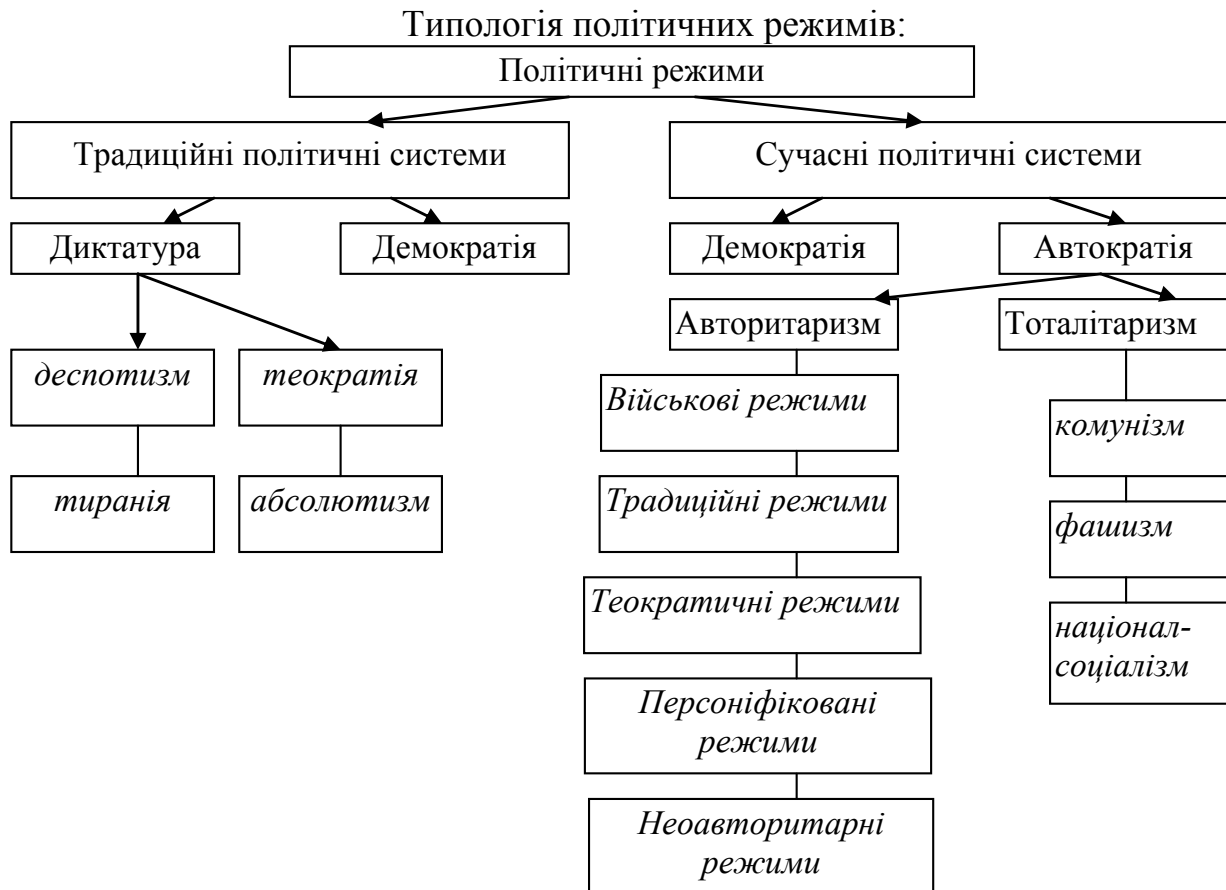 Типологія політичних режимів:
Політичні режими
Традиційні політичні системи
Сучасні політичні системи
Диктатура
Демократія
Демократія
Автократія
Авторитаризм
Тоталітаризм
деспотизм
теократія
Військові режими
комунізм
тиранія
абсолютизм
Традиційні режими
фашизм
Теократичні режими
націонал-
соціалізм
Персоніфіковані
режими
Неоавторитарні
режими